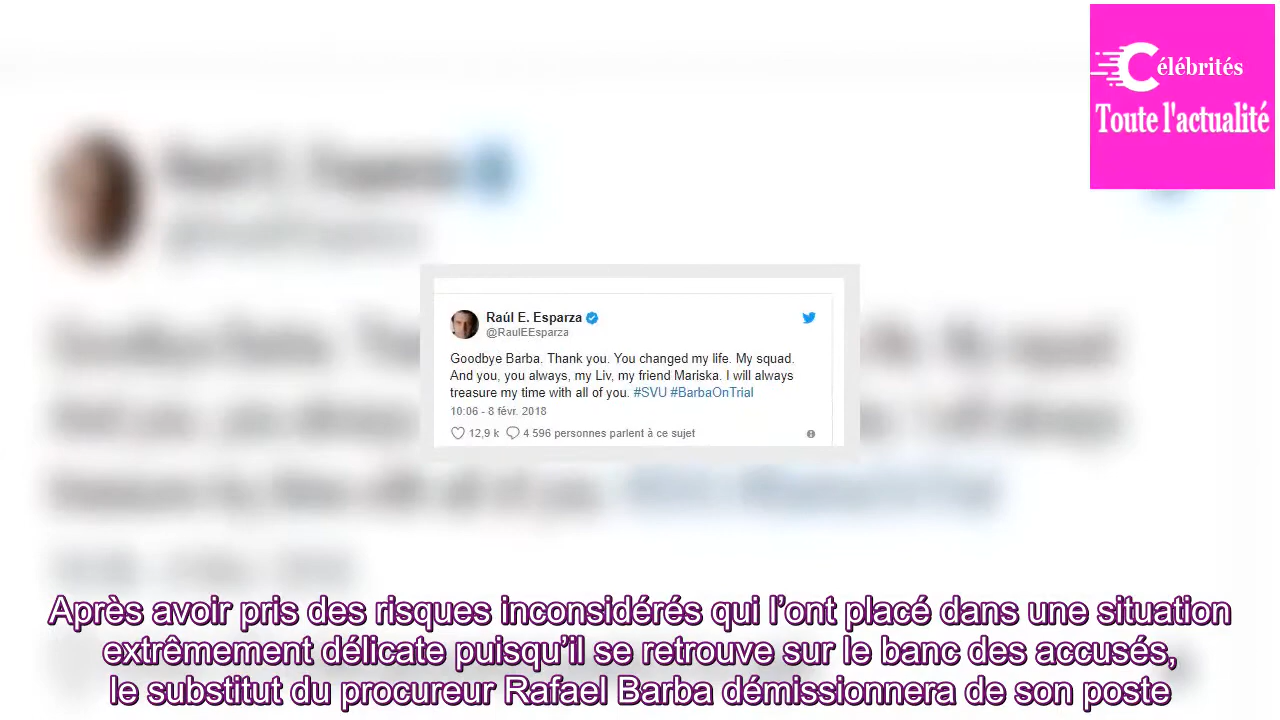 Célébrités
Toute l'actualité
Raúl E. Esparza
@RaulEEsparza
Goodbye Barba. Thank you. You changed my life. My squad.
And you, you always, my Liv, my friend Mariska. I will always
treasure my time with all of you. #SVU #BarbaOnTrial
10:06 - 8 févr. 2018
12,9 k 4 596 personnes parlent à ce sujet
Après avoir pris des risques inconsidérés qui l’ont placé dans une situation
extrêmement délicate puisqu’il se retrouve sur le banc des accusés,
le substitut du procureur Rafael Barba démissionnera de son poste